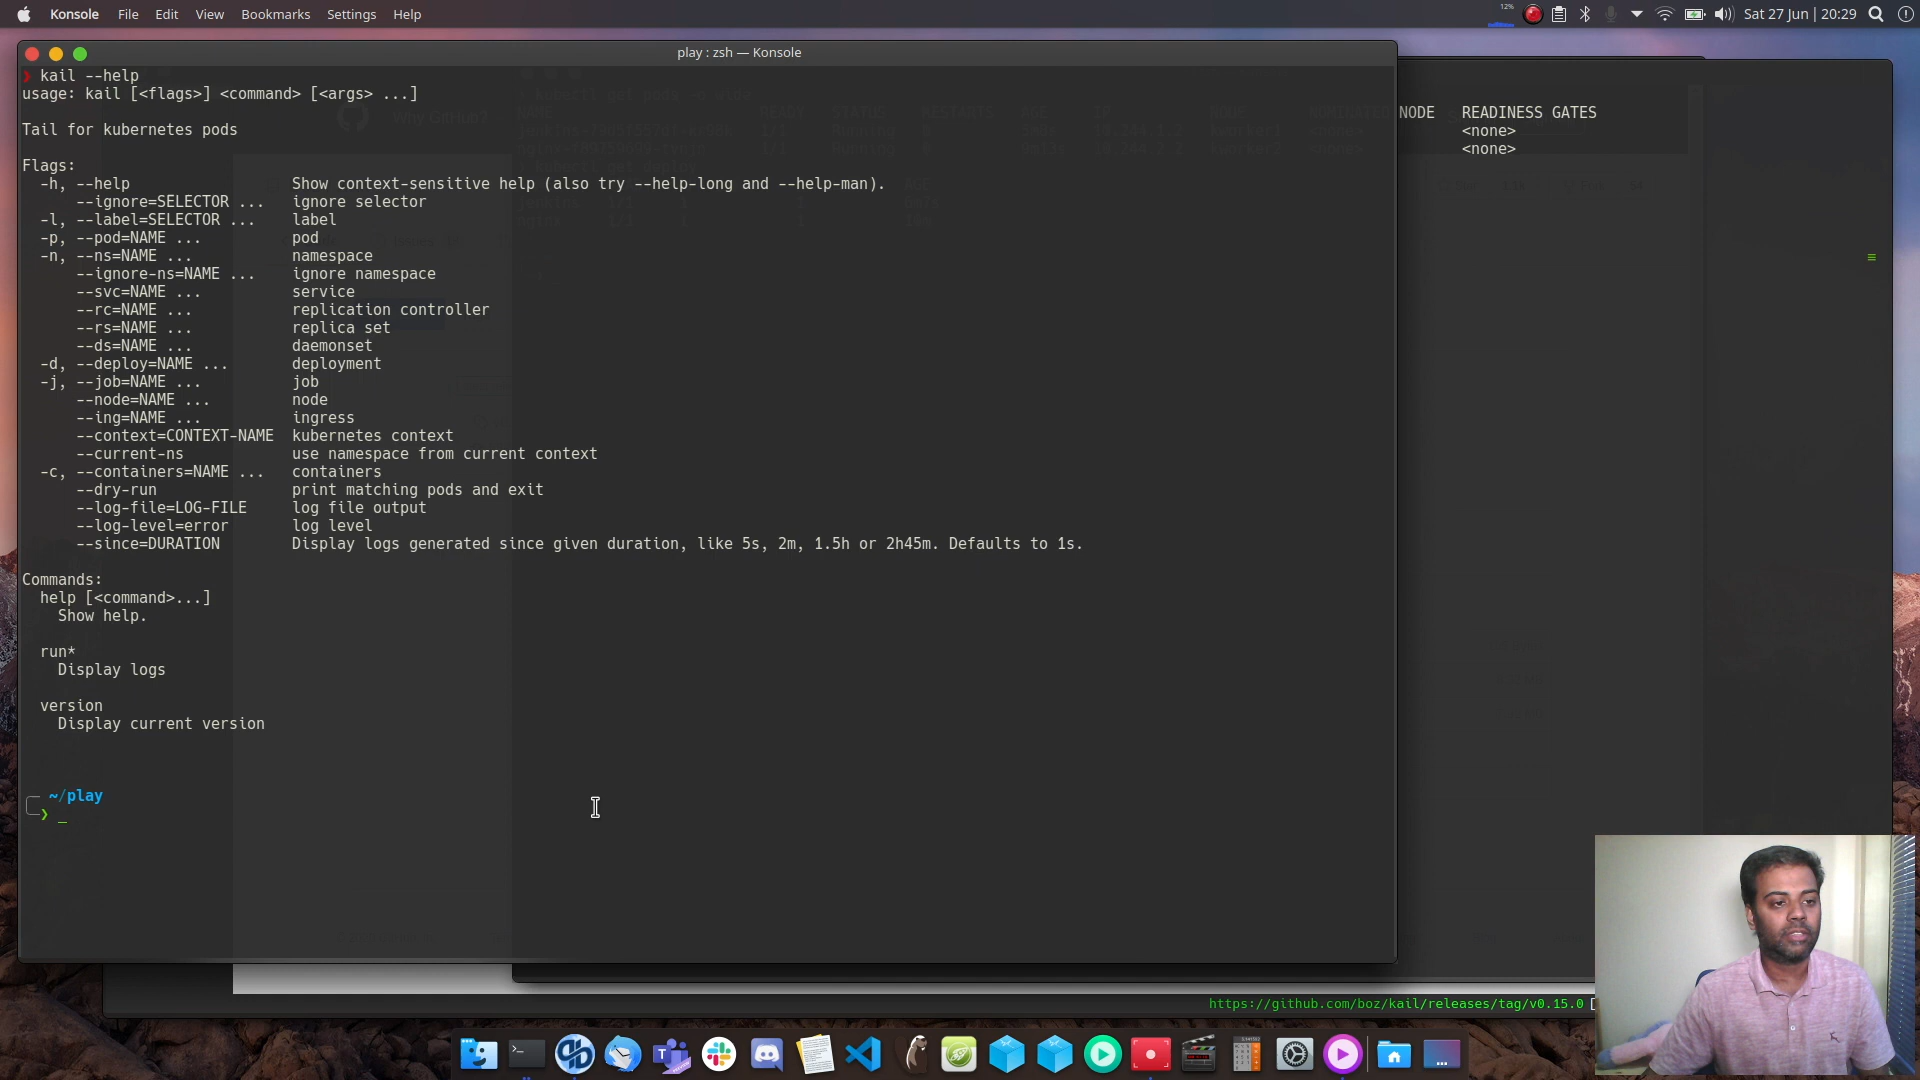 Konsole File Edit View Bookmarks Settings Help
12%
Sat 27 Jun | 20:29
play : zsh — Konsole
❯ kail --help
usage: kail [<flags>] <command> [<args> ...]
Tail for kubernetes pods
Flags:
-h, --help Show context-sensitive help (also try --help-long and --help-man).
--ignore=SELECTOR ... ignore selector
-l, --label=SELECTOR ... label
-p, --pod=NAME ... pod
-n, --ns=NAME ... namespace
--ignore-ns=NAME ... ignore namespace
--svc=NAME ... service
--rc=NAME ... replication controller
--rs=NAME ... replica set
--ds=NAME ... daemonset
-d, --deploy=NAME ... deployment
-j, --job=NAME ... job
--node=NAME ... node
--ing=NAME ... ingress
--context=CONTEXT-NAME kubernetes context
--current-ns use namespace from current context
-c, --containers=NAME ... containers
--dry-run print matching pods and exit
--log-file=LOG-FILE log file output
--log-level=error log level
--since=DURATION Display logs generated since given duration, like 5s, 2m, 1.5h or 2h45m. Defaults to 1s.
Commands:
help [<command>...]
Show help.
run*
Display logs
version
Display current version
~/play
❯ _
NODE READINESS GATES
<none>
<none>
https://github.com/boz/kail/releases/tag/v0.15.0